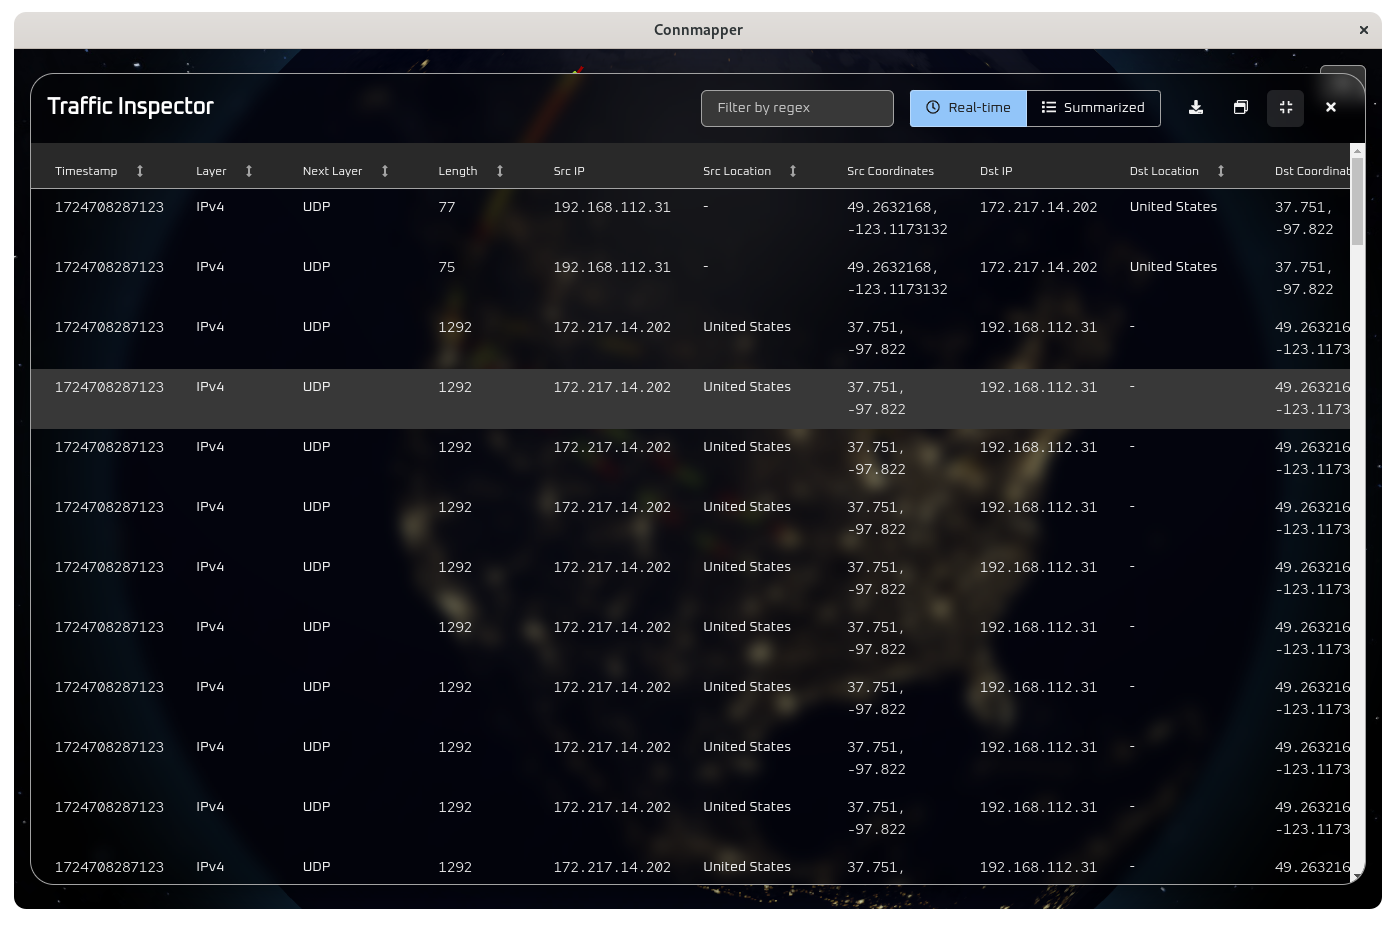 Connmapper
Traffic Inspector Filter by regex Real-time Summarized
Timestamp Layer Next Layer Length Src IP Src Location Src Coordinates Dst IP Dst Location Dst Coordinat
1724708287123 IPv4 UDP 77 192.168.112.31 - 49.2632168, 172.217.14.202 United States 37.751,
-123.1173132 -97.822
1724708287123 IPv4 UDP 75 192.168.112.31 - 49.2632168, 172.217.14.202 United States 37.751,
-123.1173132 -97.822
1724708287123 IPv4 UDP 1292 172.217.14.202 United States 37.751, 192.168.112.31 - 49.263216
-97.822 -123.1173
1724708287123 IPv4 UDP 1292 172.217.14.202 United States 37.751, 192.168.112.31 - 49.263216
-97.822 -123.1173
1724708287123 IPv4 UDP 1292 172.217.14.202 United States 37.751, 192.168.112.31 - 49.263216
-97.822 -123.1173
1724708287123 IPv4 UDP 1292 172.217.14.202 United States 37.751, 192.168.112.31 - 49.263216
-97.822 -123.1173
1724708287123 IPv4 UDP 1292 172.217.14.202 United States 37.751, 192.168.112.31 - 49.263216
-97.822 -123.1173
1724708287123 IPv4 UDP 1292 172.217.14.202 United States 37.751, 192.168.112.31 - 49.263216
-97.822 -123.1173
1724708287123 IPv4 UDP 1292 172.217.14.202 United States 37.751, 192.168.112.31 - 49.263216
-97.822 -123.1173
1724708287123 IPv4 UDP 1292 172.217.14.202 United States 37.751, 192.168.112.31 - 49.263216
-97.822 -123.1173
1724708287123 IPv4 UDP 1292 172.217.14.202 United States 37.751, 192.168.112.31 - 49.263216
-97.822 -123.1173
1724708287123 IPv4 UDP 1292 172.217.14.202 United States 37.751, 192.168.112.31 - 49.263216